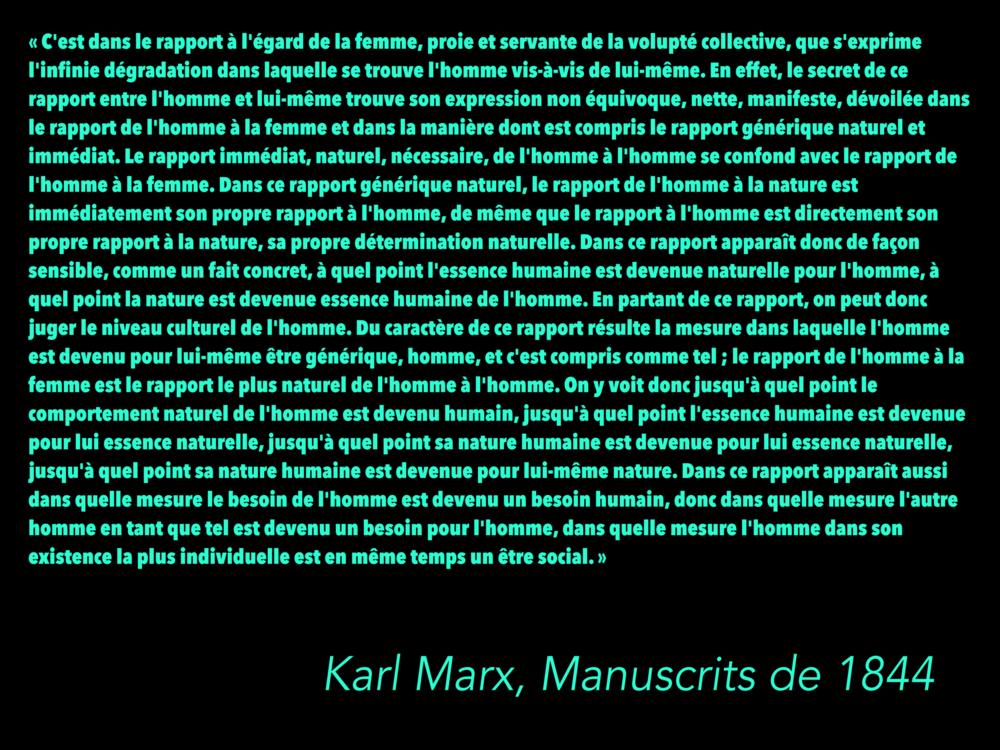 « C'est dans le rapport à l'égard de la femme, proie et servante de la volupté collective, que s'exprime
l'infinie dégradation dans laquelle se trouve l'homme vis-à-vis de lui-même. En effet, le secret de ce
rapport entre l'homme et lui-même trouve son expression non équivoque, nette, manifeste, dévoilée dans
le rapport de l'homme à la femme et dans la manière dont est compris le rapport générique naturel et
immédiat. Le rapport immédiat, naturel, nécessaire, de l'homme à l'homme se confond avec le rapport de
l'homme à la femme. Dans ce rapport générique naturel, le rapport de l'homme à la nature est
immédiatement son propre rapport à l'homme, de même que le rapport à l'homme est directement son
propre rapport à la nature, sa propre détermination naturelle. Dans ce rapport apparaît donc de façon
sensible, comme un fait concret, à quel point l'essence humaine est devenue naturelle pour l'homme, à
quel point la nature est devenue essence humaine de l'homme. En partant de ce rapport, on peut donc
juger le niveau culturel de l'homme. Du caractère de ce rapport résulte la mesure dans laquelle l'homme
est devenu pour lui-même être générique, homme, et c'est compris comme tel ; le rapport de l'homme à la
femme est le rapport le plus naturel de l'homme à l'homme. On y voit donc jusqu'à quel point le
comportement naturel de l'homme est devenu humain, jusqu'à quel point l'essence humaine est devenue
pour lui essence naturelle, jusqu'à quel point sa nature humaine est devenue pour lui essence naturelle,
jusqu'à quel point sa nature humaine est devenue pour lui-même nature. Dans ce rapport apparaît aussi
dans quelle mesure le besoin de l'homme est devenu un besoin humain, donc dans quelle mesure l'autre
homme en tant que tel est devenu un besoin pour l'homme, dans quelle mesure l'homme dans son
existence la plus individuelle est en même temps un être social. »
Karl Marx, Manuscrits de 1844